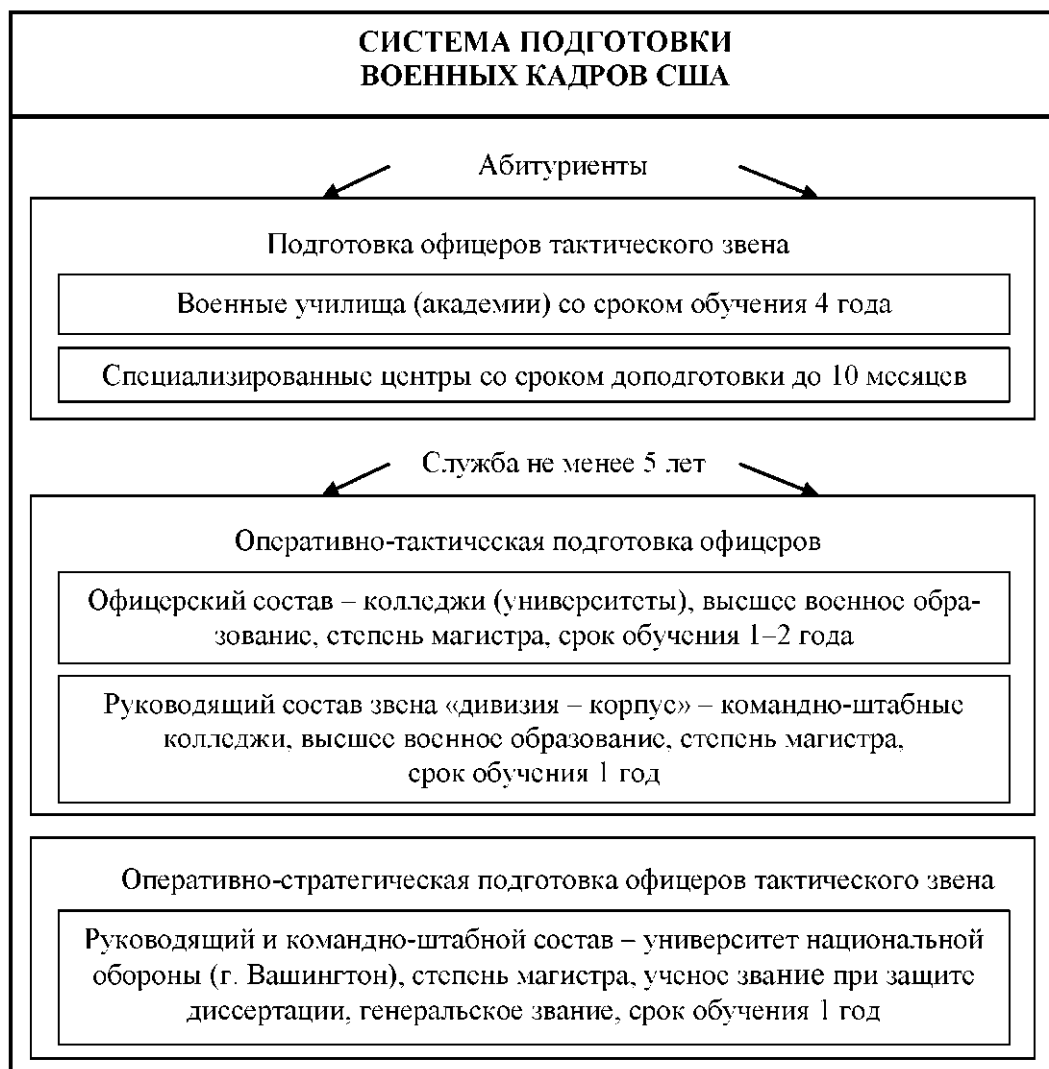 СИСТЕМА ПОДГОТОВКИ
ВОЕННЫХ КАДРОВ США
Абитуриенты
Подготовка офицеров тактического звена
Военные училища (академии) со сроком обучения 4 года
Специализированные центры со сроком доподготовки до 10 месяцев
Служба не менее 5 лет
Оперативно-тактическая подготовка офицеров
Офицерский состав – колледжи (университеты), высшее военное обра-
зование, степень магистра, срок обучения 1–2 года
Руководящий состав звена «дивизия – корпус» – командно-штабные
колледжи, высшее военное образование, степень магистра,
срок обучения 1 год
Оперативно-стратегическая подготовка офицеров тактического звена
Руководящий и командно-штабной состав – университет национальной
обороны (г. Вашингтон), степень магистра, ученое звание при защите
диссертации, генеральское звание, срок обучения 1 год